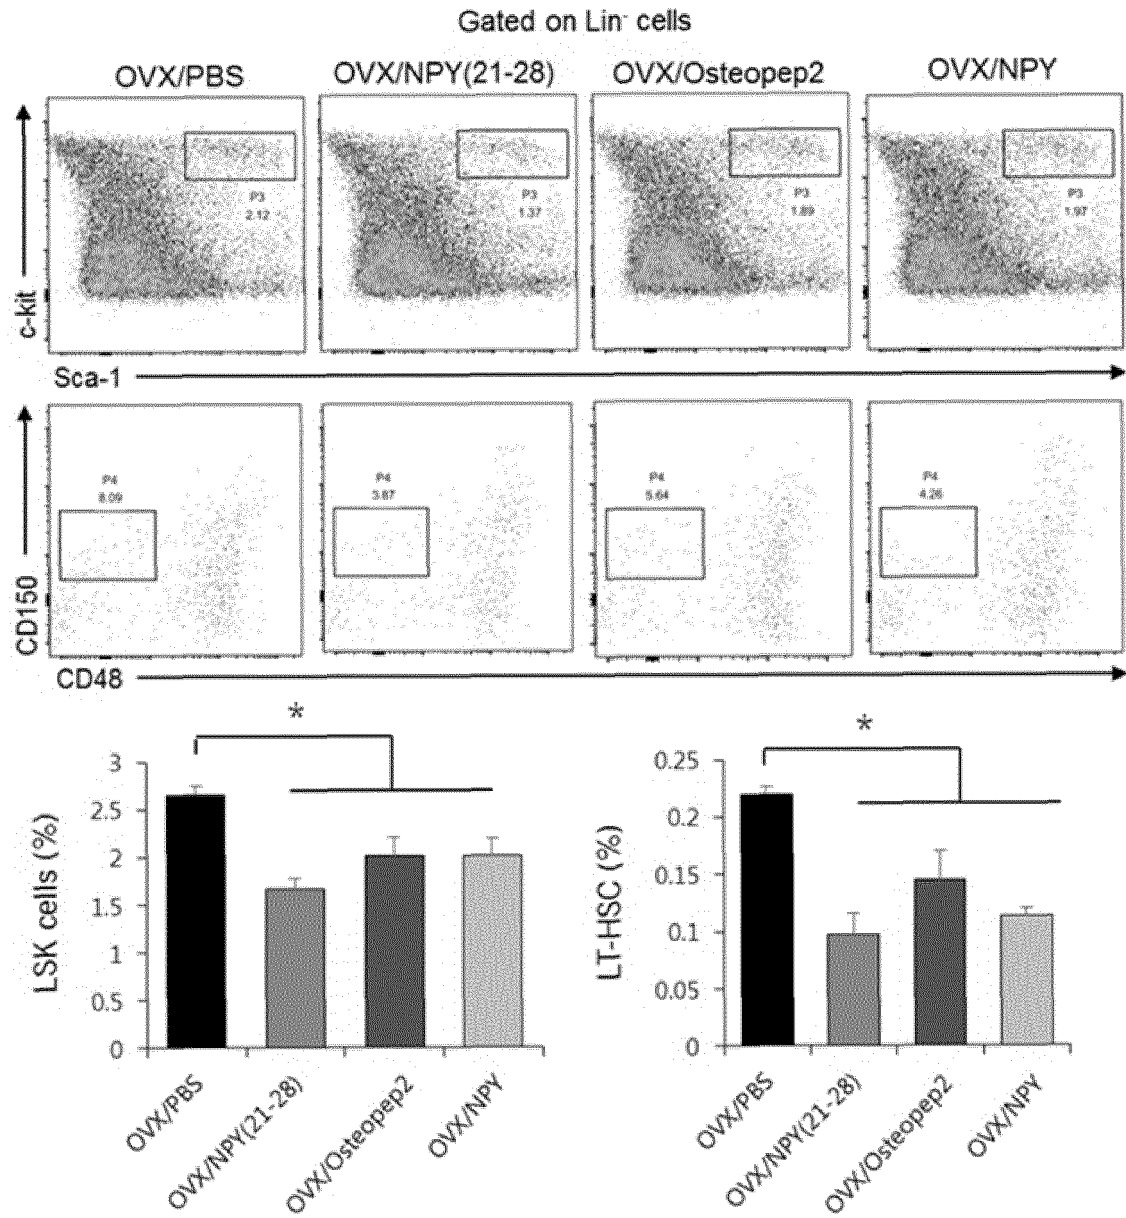 Gated on Lin⁻ cells
OVX/PBS OVX/NPY(21-28) OVX/Osteopep2 OVX/NPY
P3 P3 P3 P3
2.12 1.37 1.89 1.97
c-kit
Sca-1
P4 P4 P4 P4
8.09 3.87 5.64 4.26
CD150
CD48
* *
3
2.5
2
1.5
1
0.5
0
LSK cells (%)
OVX/PBS
OVX/NPY(21-28)
OVX/Osteopep2
OVX/NPY
0.25
0.2
0.15
0.1
0.05
0
LT-HSC (%)
OVX/PBS
OVX/NPY(21-28)
OVX/Osteopep2
OVX/NPY